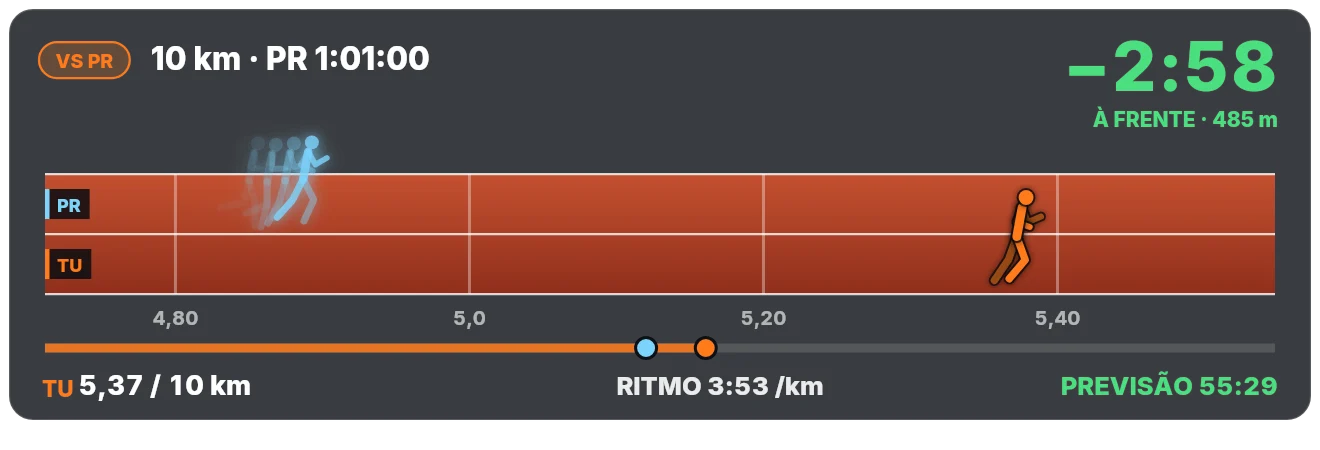 VS PR 10 km · PR 1:01:00
−2:58
À FRENTE · 485 m
PR
TU
4,80 5,0 5,20 5,40
TU 5,37 / 10 km RITMO 3:53 /km PREVISÃO 55:29